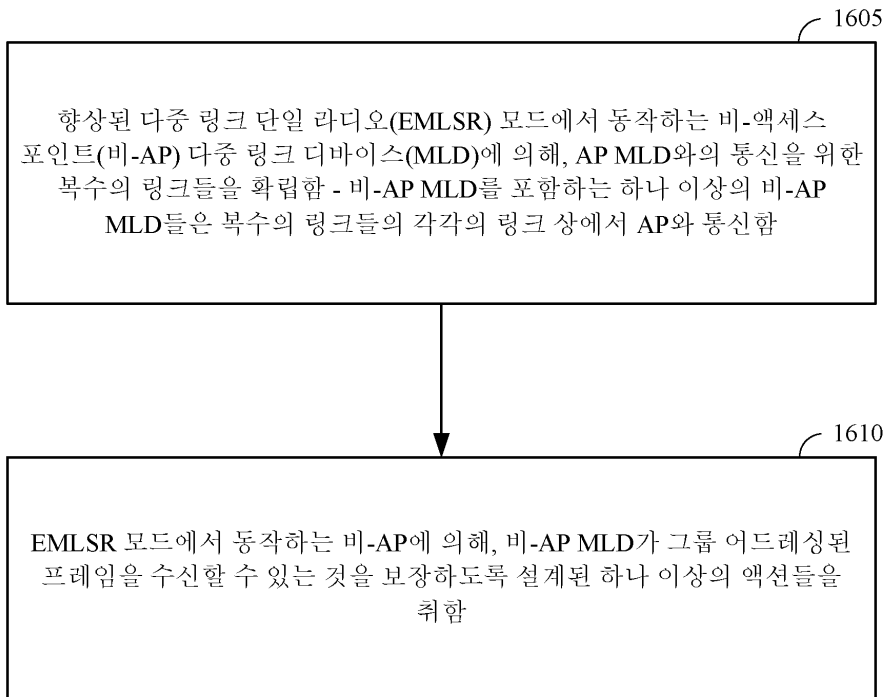 1605
향상된 다중 링크 단일 라디오(EMLSR) 모드에서 동작하는 비-액세스
포인트(비-AP) 다중 링크 디바이스(MLD)에 의해, AP MLD와의 통신을 위한
복수의 링크들을 확립함 - 비-AP MLD를 포함하는 하나 이상의 비-AP
MLD들은 복수의 링크들의 각각의 링크 상에서 AP와 통신함
1610
EMLSR 모드에서 동작하는 비-AP에 의해, 비-AP MLD가 그룹 어드레싱된
프레임을 수신할 수 있는 것을 보장하도록 설계된 하나 이상의 액션들을
취함